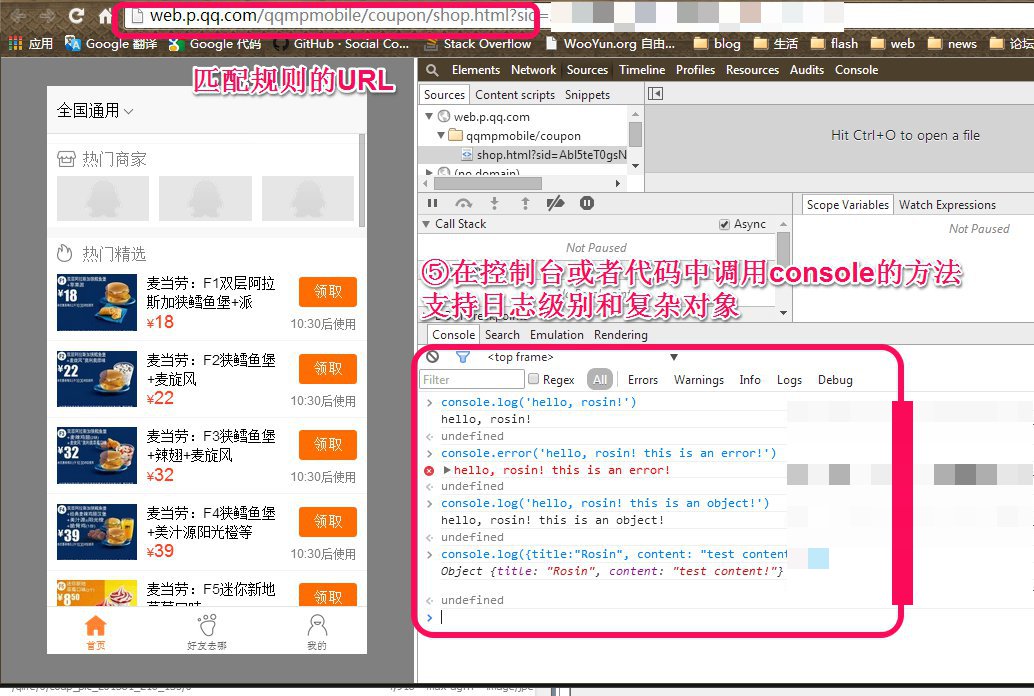 web.p.qq.com/qqmpmobile/coupon/shop.html?sid=
应用 Google 翻译 Google 代码 GitHub · Social Co... Stack Overflow WooYun.org 自由... blog 生活 flash web news 论坛
匹配规则的URL
Elements Network Sources Timeline Profiles Resources Audits Console
Sources Content scripts Snippets
web.p.qq.com
qqmpmobile/coupon
shop.html?sid=AbI5teT0gsN
(no domain)
Hit Ctrl+O to open a file
Call Stack
Async
Not Paused
Scope Variables Watch Expressions
Not Paused
⑤在控制台或者代码中调用console的方法
支持日志级别和复杂对象
Console Search Emulation Rendering
<top frame>
Filter Regex All Errors Warnings Info Logs Debug
console.log('hello, rosin!')
hello, rosin!
undefined
console.error('hello, rosin! this is an error!')
hello, rosin! this is an error!
undefined
console.log('hello, rosin! this is an object!')
hello, rosin! this is an object!
undefined
console.log({title:"Rosin", content: "test content
Object {title: "Rosin", content: "test content!"}
undefined
全国通用
热门商家
热门精选
¥18
麦当劳：F1双层阿拉
斯加狭鳕鱼堡+派
¥18
领取
10:30后使用
¥22
麦当劳：F2狭鳕鱼堡
+麦旋风
¥22
领取
10:30后使用
¥32
麦当劳：F3狭鳕鱼堡
+辣翅+麦旋风
¥32
领取
10:30后使用
¥39
麦当劳：F4狭鳕鱼堡
+美汁源阳光橙等
¥39
领取
10:30后使用
¥8.50
麦当劳：F5迷你新地
领取
首页 好友去哪 我的